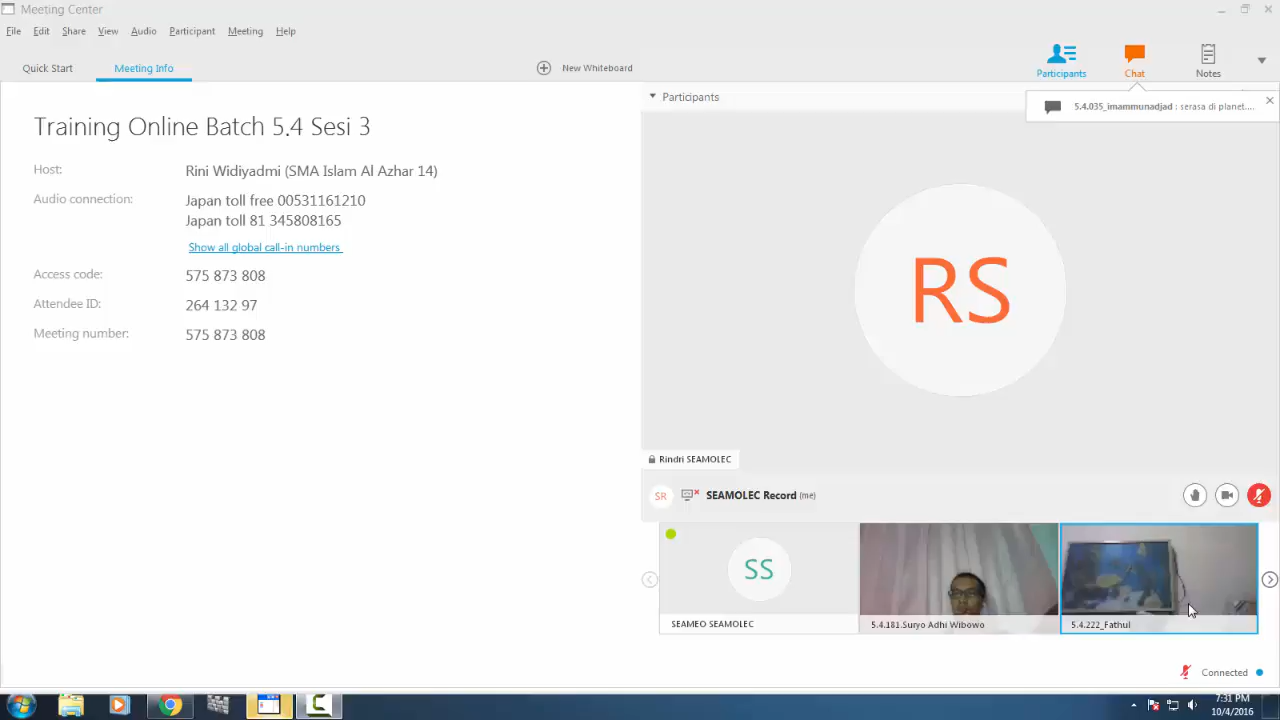 Meeting Center
File Edit Share View Audio Participant Meeting Help
Quick Start Meeting Info New Whiteboard Participants Chat Notes
Participants
5.4.035_imammunadjad : serasa di planet....
Training Online Batch 5.4 Sesi 3
Host: Rini Widiyadmi (SMA Islam Al Azhar 14)
Audio connection: Japan toll free 00531161210
Japan toll 81 345808165
Show all global call-in numbers
Access code: 575 873 808
Attendee ID: 264 132 97
Meeting number: 575 873 808
RS
Rindri SEAMOLEC
SR SEAMOLEC Record (me)
SS
SEAMEO SEAMOLEC 5.4.181.Suryo Adhi Wibowo 5.4.222_Fathul
Connected
7:31 PM
10/4/2016